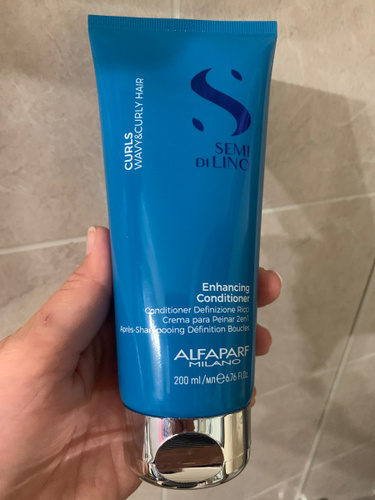 CURLS
WAVY&CURLY HAIR
SEMI
DI LINO
Enhancing
Conditioner
Conditioner Definizione Ricci
Crema para Peinar 2en1
Après-Shampooing Définition Boucles
ALFAPARF
MILANO
200 ml/мл ℮ 6.76 Fl.Oz.